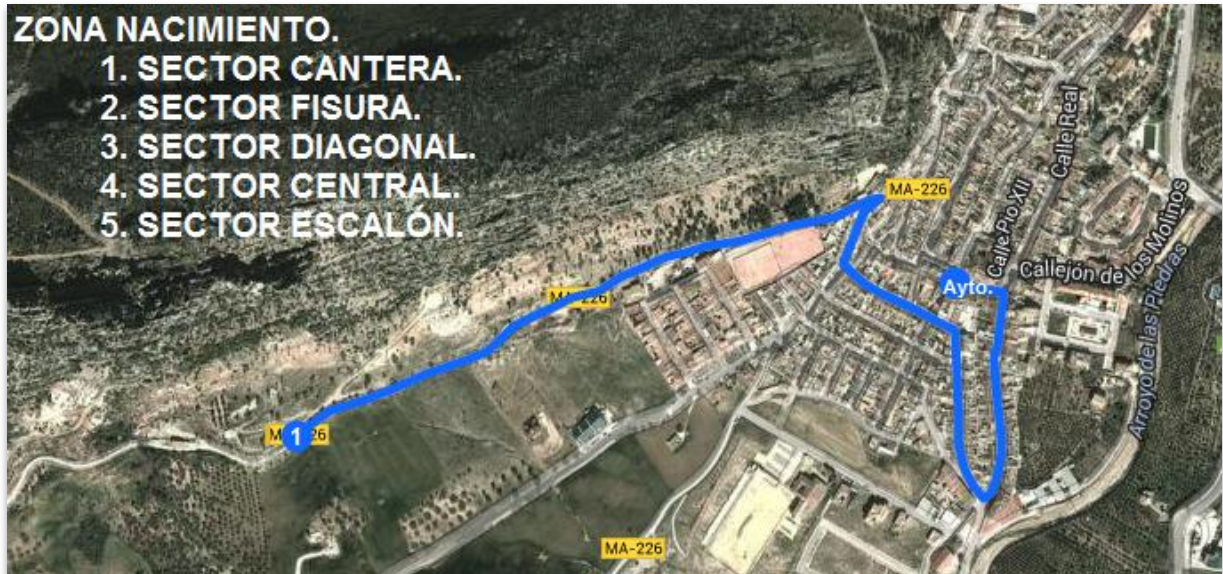 ZONA NACIMIENTO.
1. SECTOR CANTERA.
2. SECTOR FISURA.
3. SECTOR DIAGONAL.
4. SECTOR CENTRAL.
5. SECTOR ESCALÓN.
MA-226
Calle Real
Calle Pio XII
Callejón de los Molinos
Ayto.
Arroyo de las Piedras
MA-226
1
MA-226